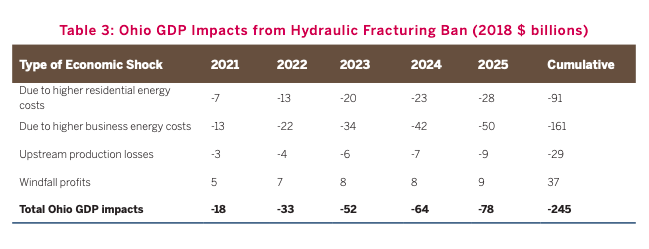 Table 3: Ohio GDP Impacts from Hydraulic Fracturing Ban (2018 $ billions)
Type of Economic Shock 2021 2022 2023 2024 2025 Cumulative
Due to higher residential energy
costs -7 -13 -20 -23 -28 -91
Due to higher business energy costs -13 -22 -34 -42 -50 -161
Upstream production losses -3 -4 -6 -7 -9 -29
Windfall profits 5 7 8 8 9 37
Total Ohio GDP impacts -18 -33 -52 -64 -78 -245